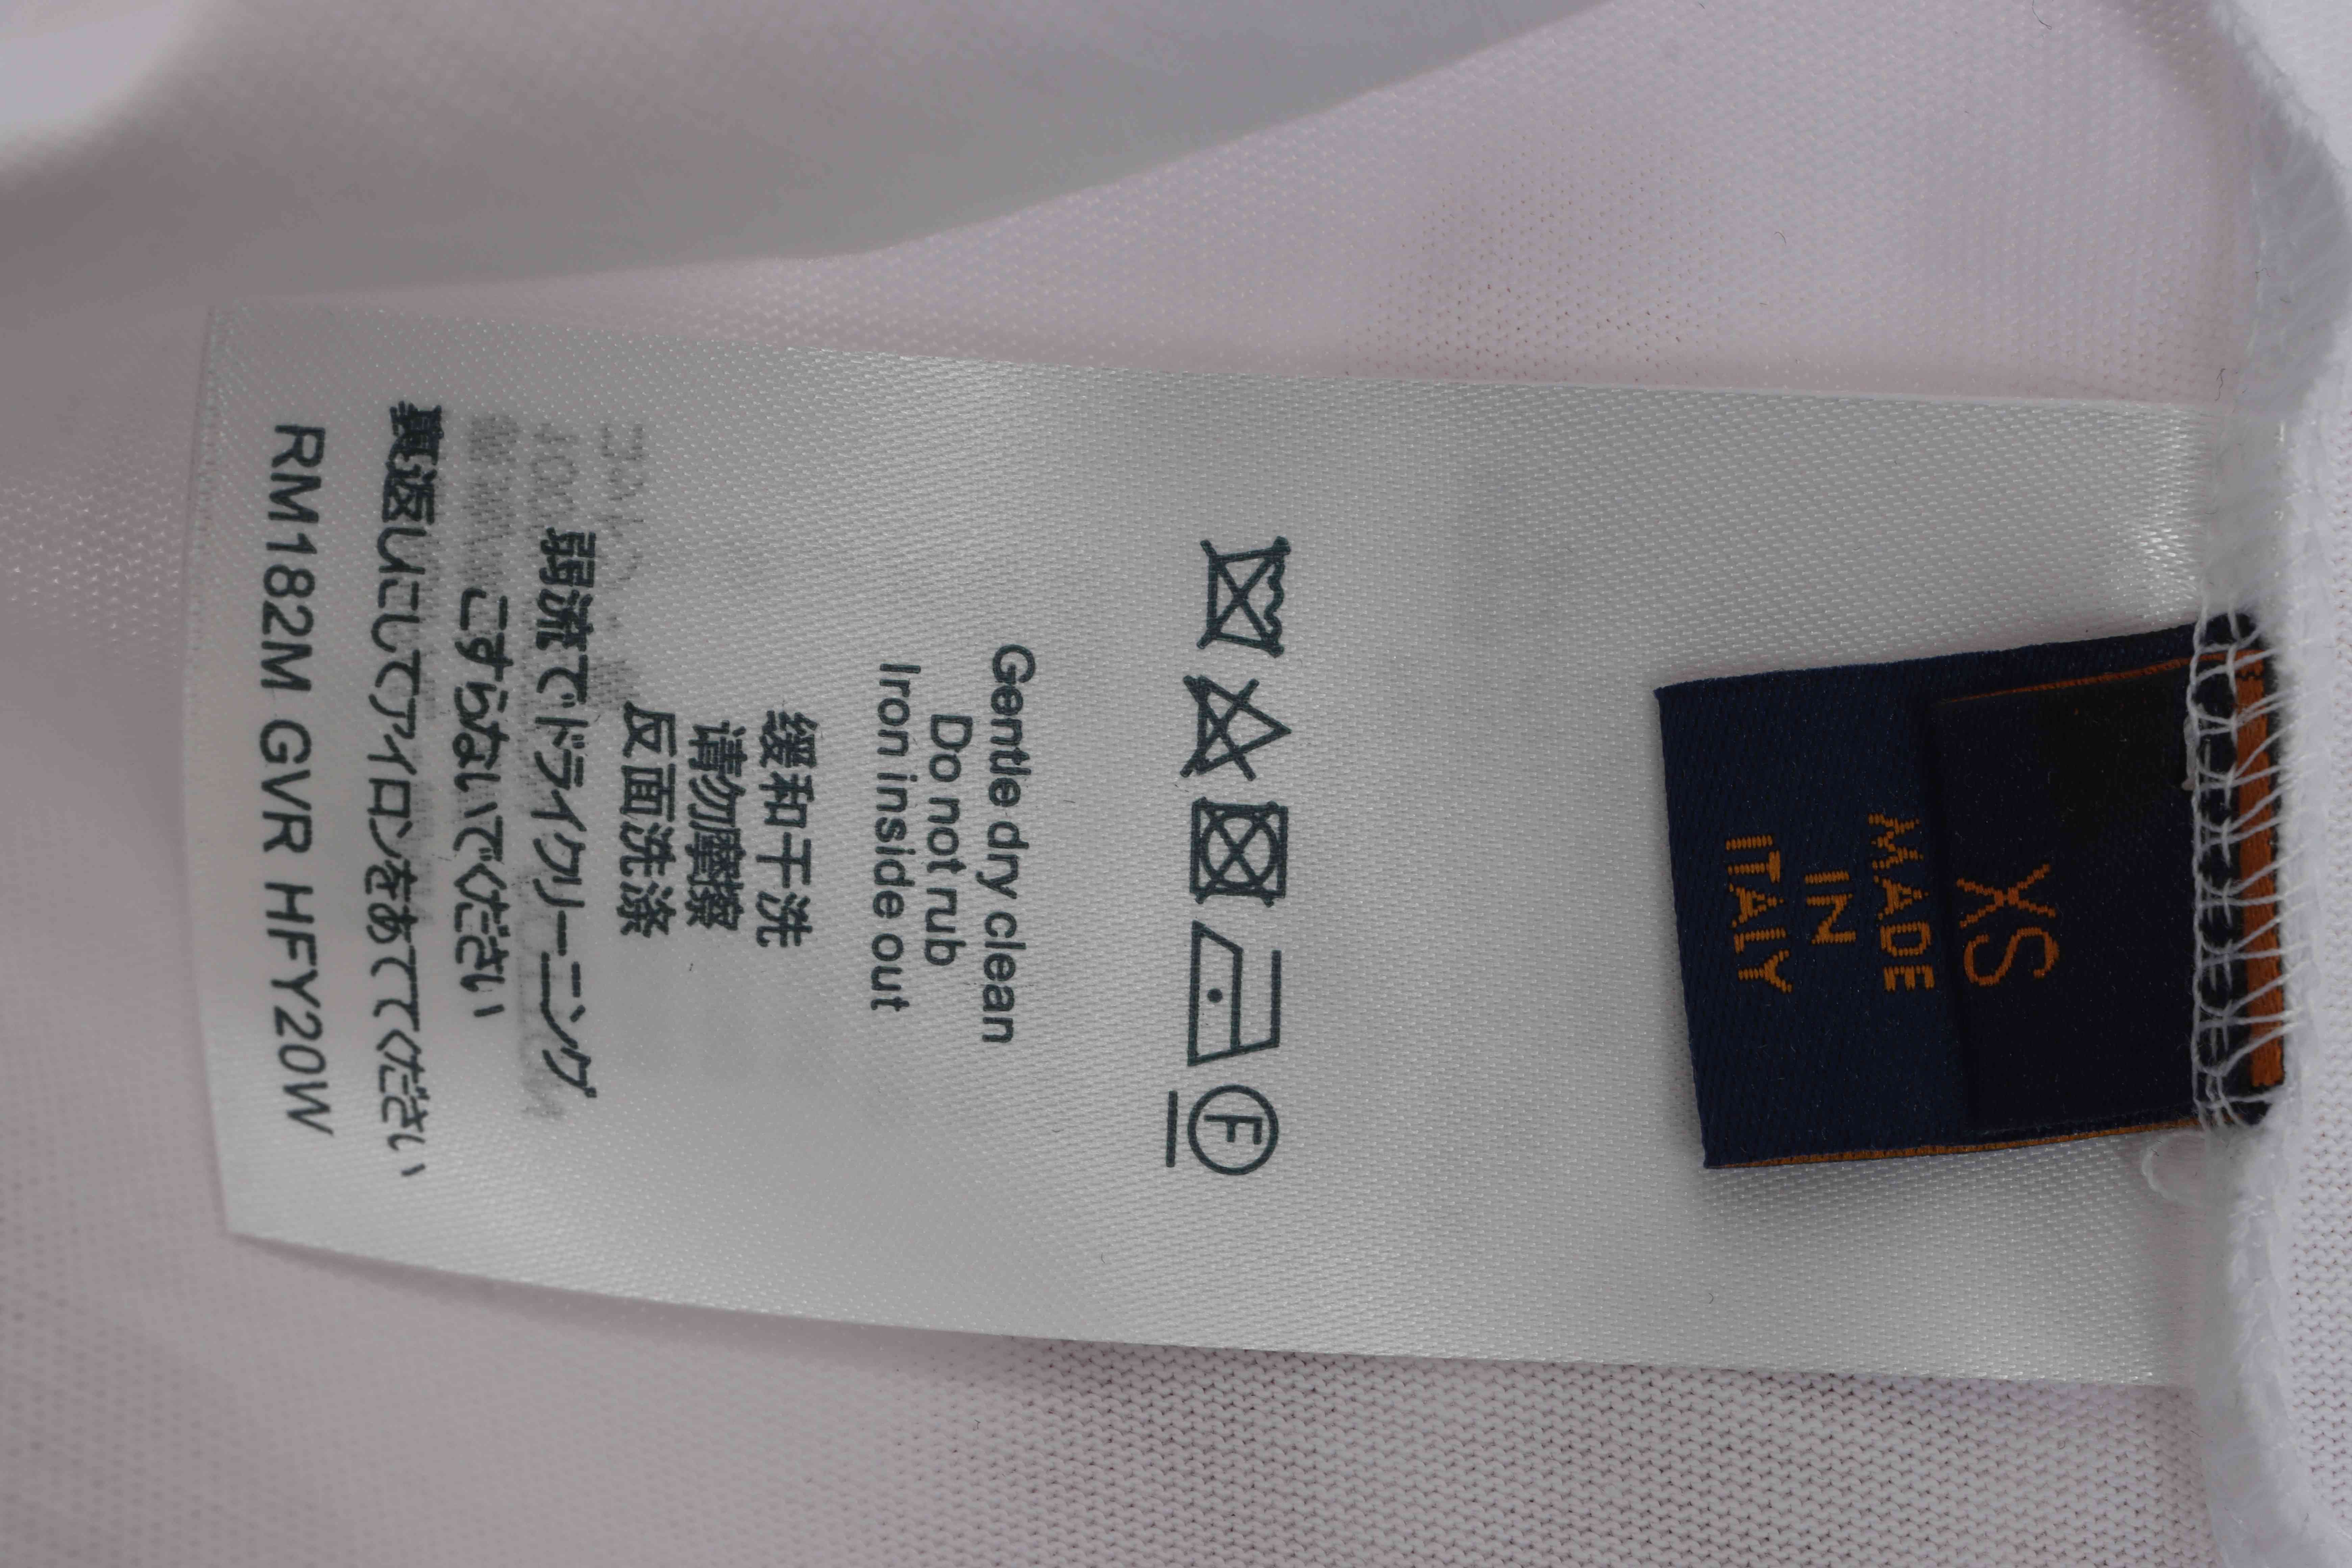 XS
MADE
IN
ITALY
F
Gentle dry clean
Do not rub
Iron inside out
缓和干洗
请勿摩擦
反面洗涤
弱流でドライクリーニング
こすらないでください
裏返しにしてアイロンをあててください
RM182M GVR HFY20W